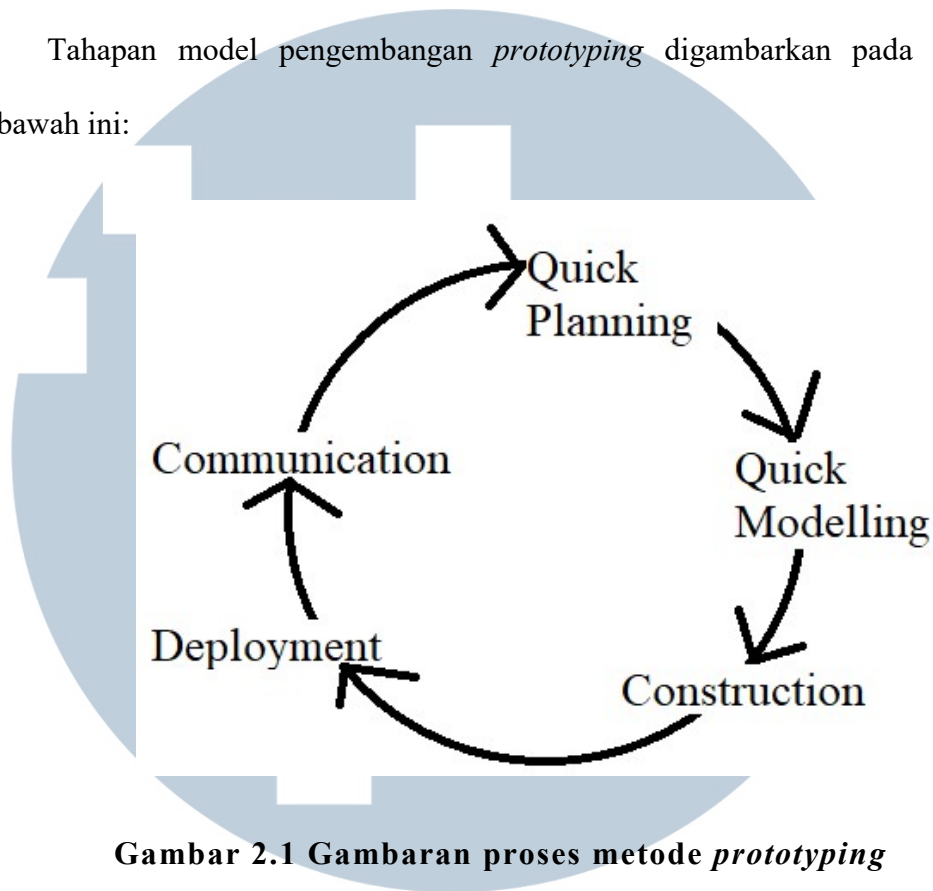 Tahapan model pengembangan prototyping digambarkan pada
bawah ini:
Quick
Planning
Communication
Quick
Modelling
Deployment
Construction
Gambar 2.1 Gambaran proses metode prototyping